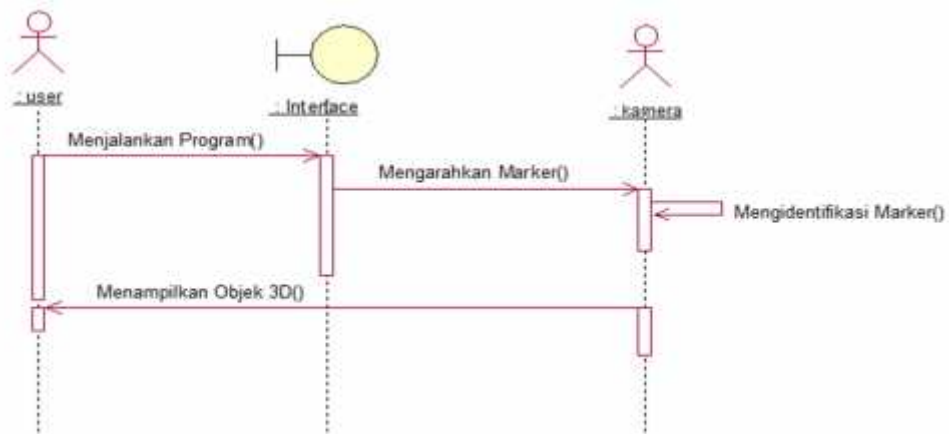 : user
: Interface
: kamera
Menjalankan Program()
Mengarahkan Marker()
Mengidentifikasi Marker()
Menampilkan Objek 3D()